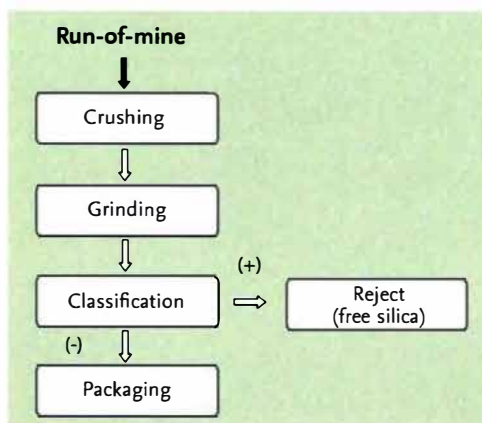 Run-of-mine
Crushing
Grinding
(+)
Classification
Reject
(free silica)
(-)
Packaging